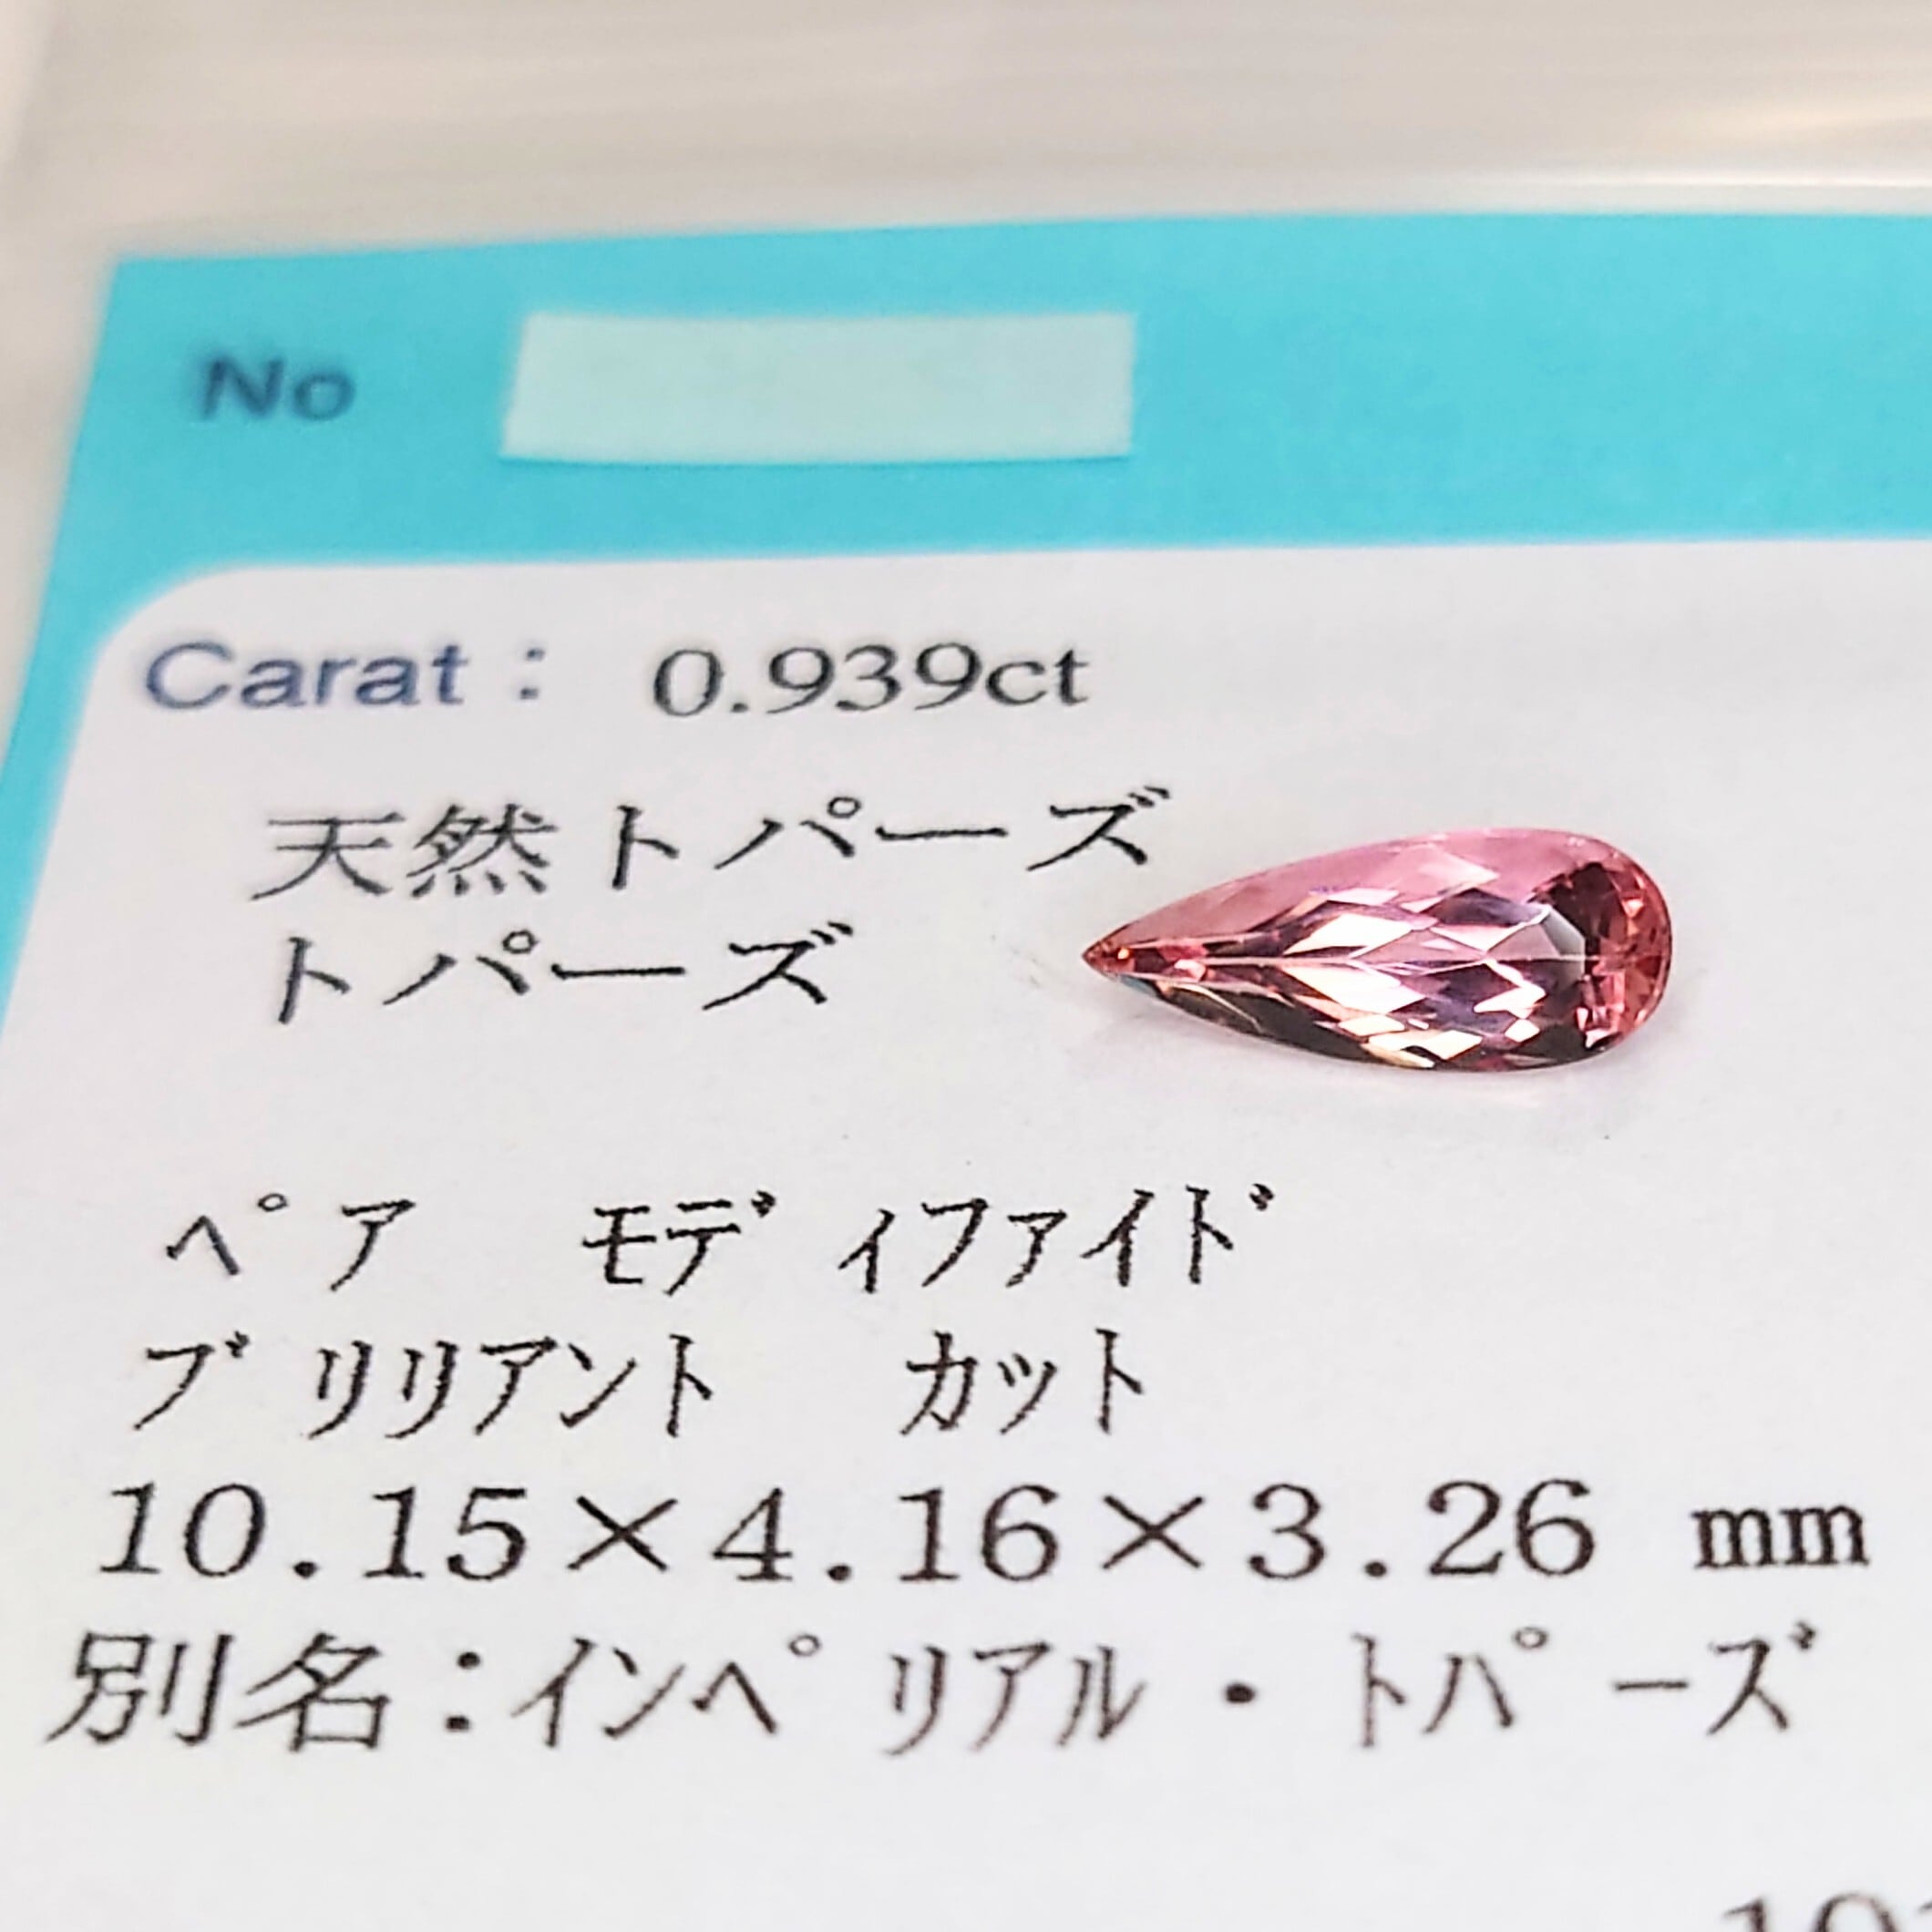 No
Carat : 0.939ct
天然トパーズ
トパーズ
ﾍﾟｱ ﾓﾃﾞｨﾌｧｲﾄﾞ
ﾌﾞﾘﾘｱﾝﾄ ｶｯﾄ
10.15×4.16×3.26 mm
別名:ｲﾝﾍﾟﾘｱﾙ・ﾄﾊﾟｰｽﾞ